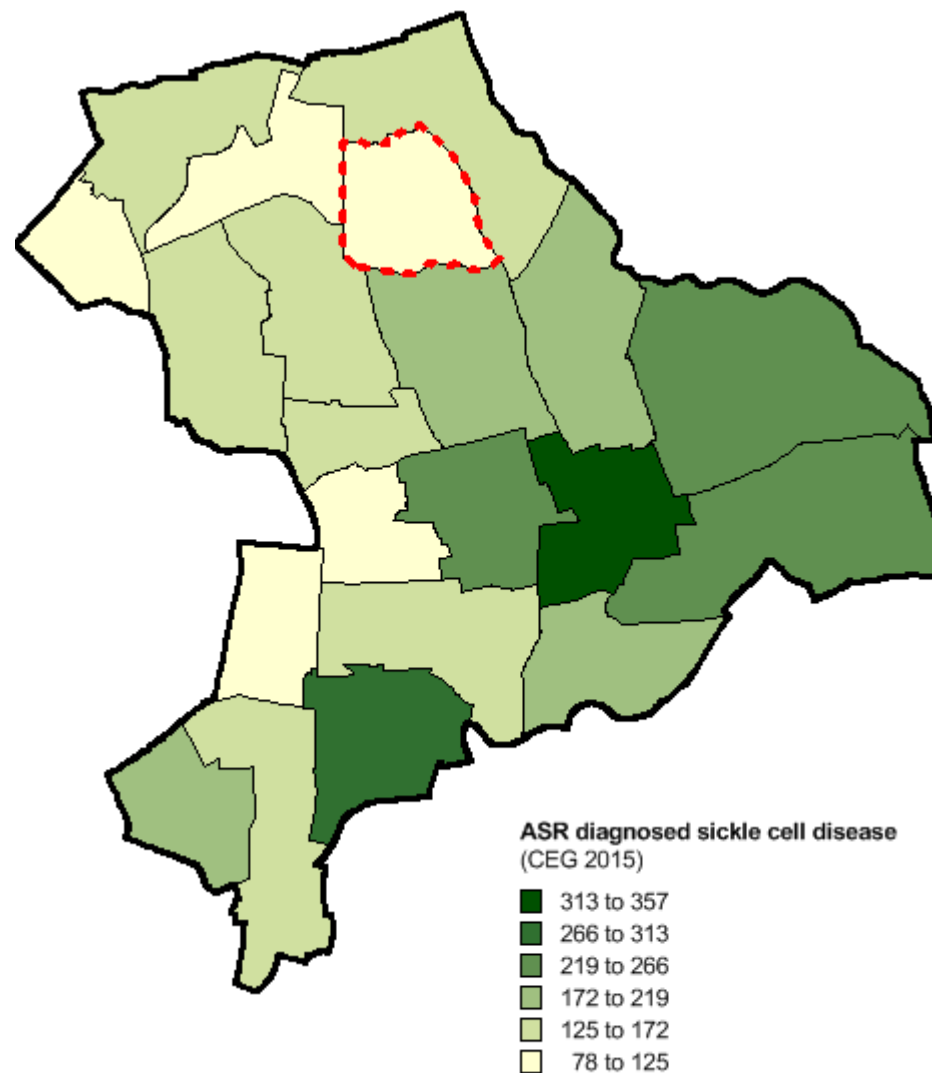 ASR diagnosed sickle cell disease
(CEG 2015)
313 to 357
266 to 313
219 to 266
172 to 219
125 to 172
78 to 125